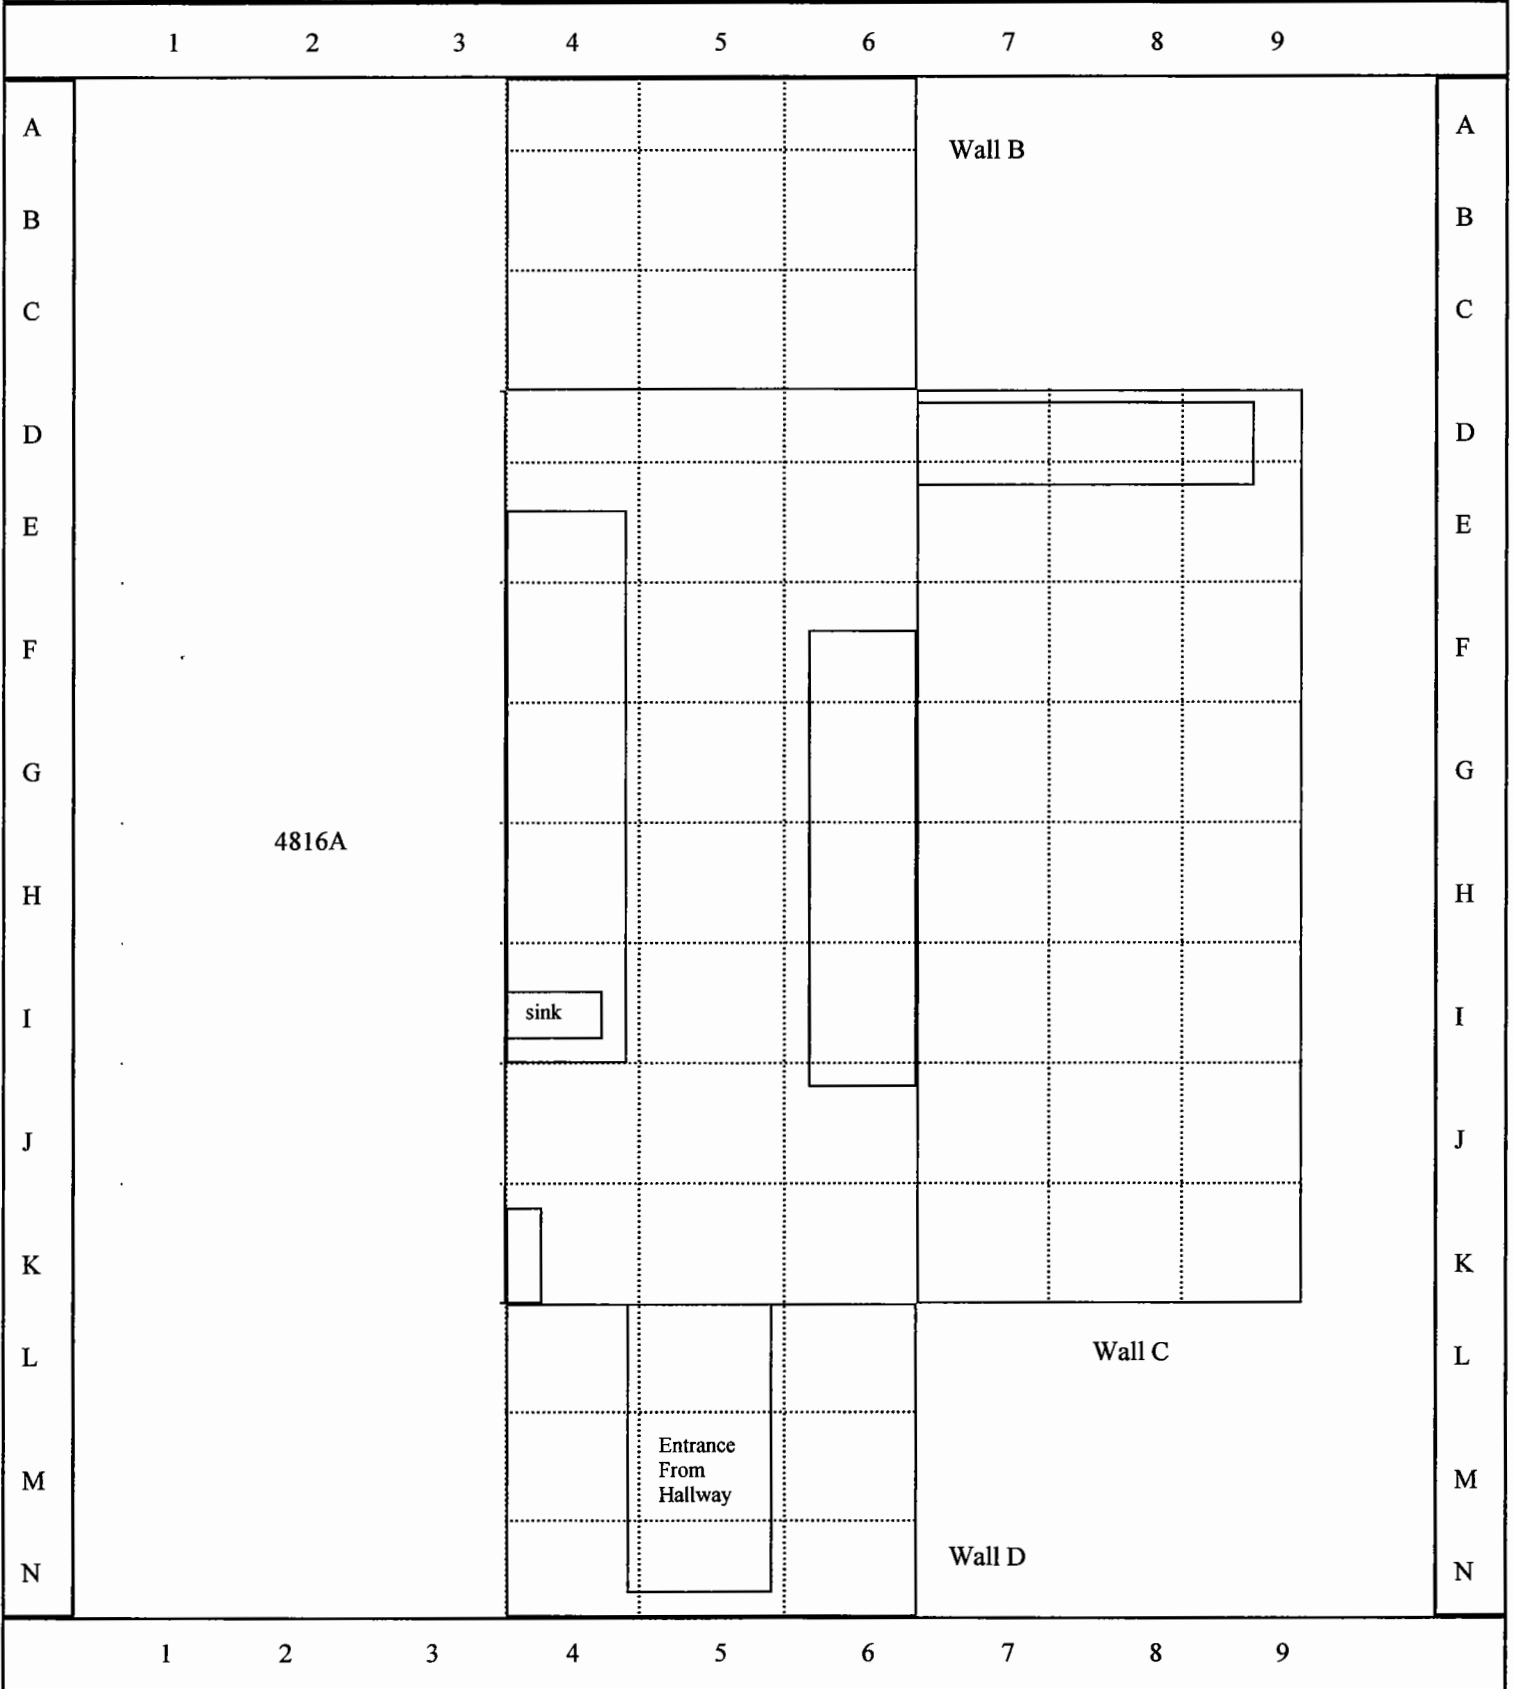 1 2 3 4 5 6 7 8 9
A A
Wall B
B B
C C
D D
E E
F F
G G
4816A
H H
sink
I I
J J
K K
Wall C
L L
Entrance
From
Hallway
M M
Wall D
N N
1 2 3 4 5 6 7 8 9